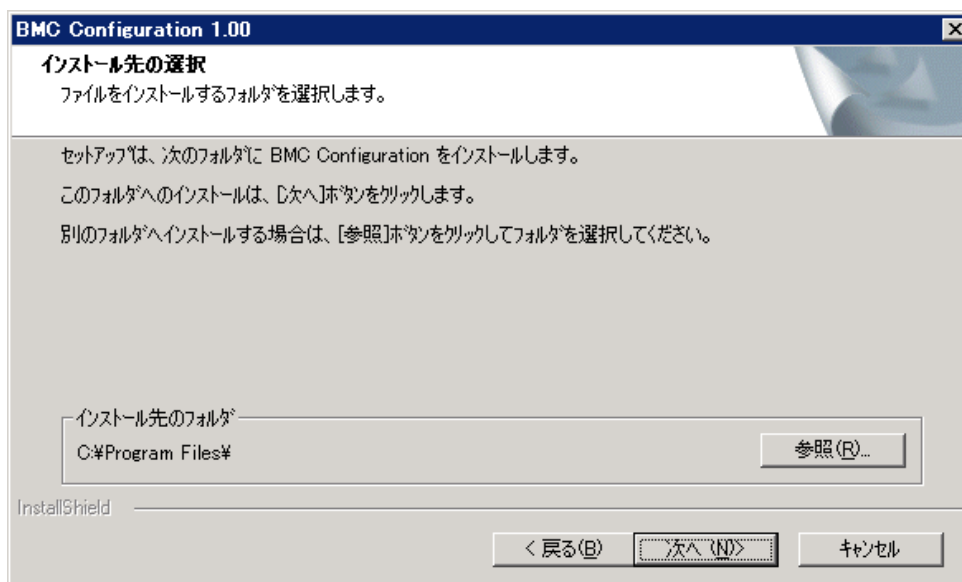 BMC Configuration 1.00
インストール先の選択
ファイルをインストールするフォルダを選択します。
セットアップは、次のフォルダに BMC Configuration をインストールします。
このフォルダへのインストールは、[次へ]ボタンをクリックします。
別のフォルダへインストールする場合は、[参照]ボタンをクリックしてフォルダを選択してください。
インストール先のフォルダ
C:¥Program Files¥
参照(R)...
InstallShield
< 戻る(B)
次へ (N)>
キャンセル